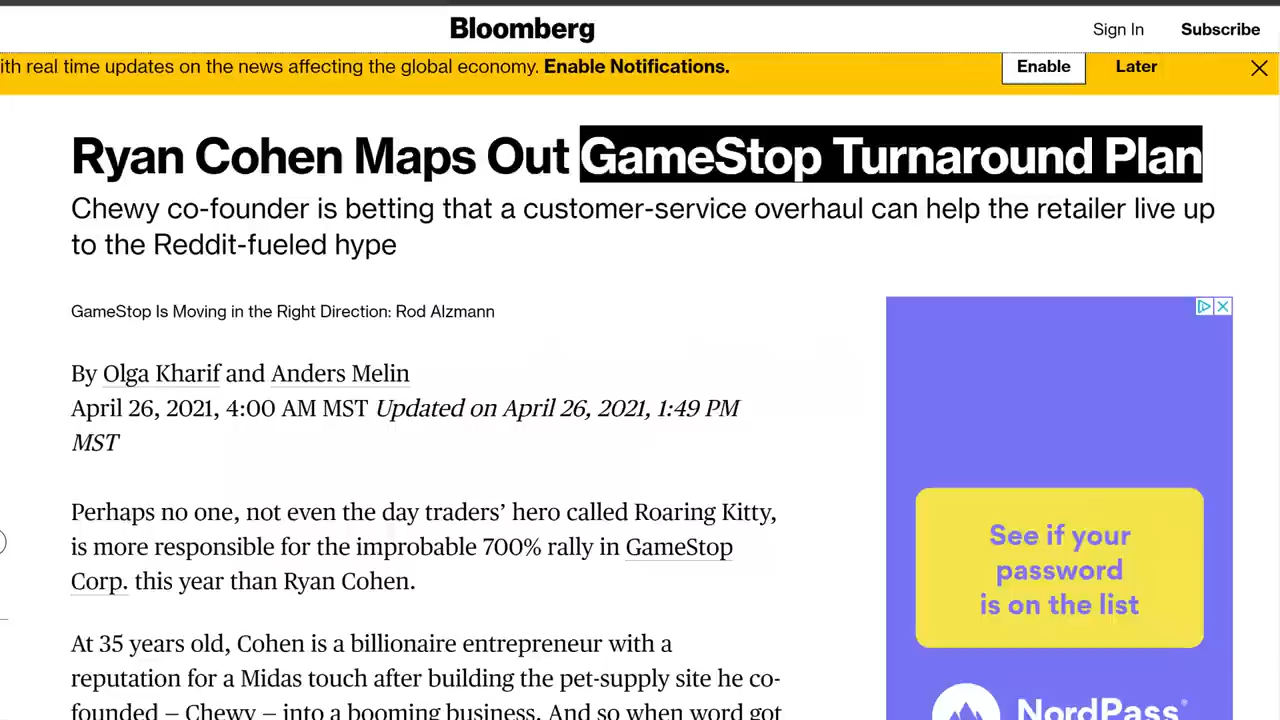 Bloomberg
Sign In
Subscribe
ith real time updates on the news affecting the global economy. Enable Notifications.
Enable
Later
Ryan Cohen Maps Out GameStop Turnaround Plan
Chewy co-founder is betting that a customer-service overhaul can help the retailer live up
to the Reddit-fueled hype
GameStop Is Moving in the Right Direction: Rod Alzmann
By Olga Kharif and Anders Melin
April 26, 2021, 4:00 AM MST Updated on April 26, 2021, 1:49 PM
MST
Perhaps no one, not even the day traders’ hero called Roaring Kitty,
is more responsible for the improbable 700% rally in GameStop
Corp. this year than Ryan Cohen.
At 35 years old, Cohen is a billionaire entrepreneur with a
reputation for a Midas touch after building the pet-supply site he co-
founded – Chewy – into a booming business. And so when word got
See if your
password
is on the list
NordPass®